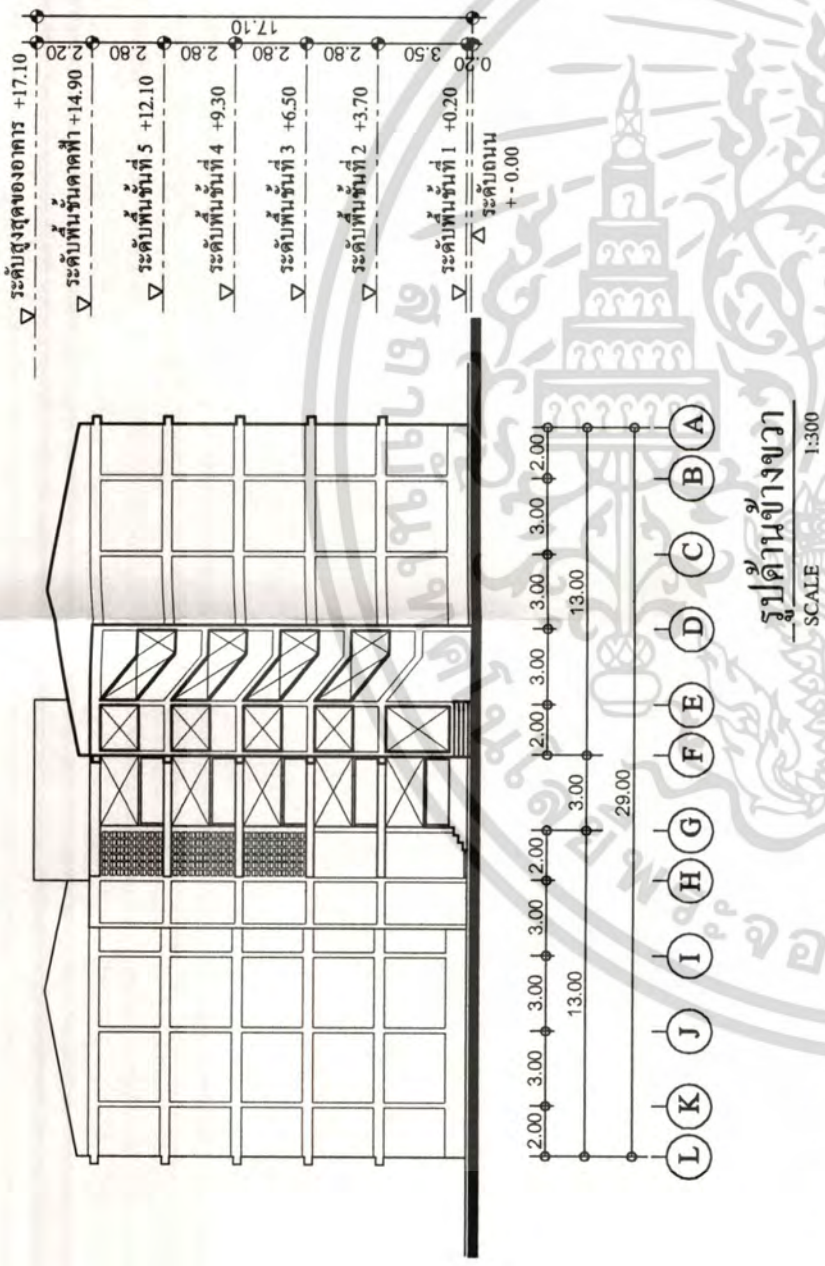 ระดับสูงสุดของอาคาร +17.10
ระดับพื้นชั้นดาดฟ้า +14.90
ระดับพื้นชั้นที่ 5 +12.10
ระดับพื้นชั้นที่ 4 +9.30
ระดับพื้นชั้นที่ 3 +6.50
ระดับพื้นชั้นที่ 2 +3.70
ระดับพื้นชั้นที่ 1 +0.20
ระดับถนน
+ - 0.00
17.10
2.20
2.80
2.80
2.80
2.80
3.50
0.20
2.00 3.00 3.00 3.00 2.00 2.00 3.00 3.00 3.00 2.00
13.00 3.00 13.00
29.00
L K J I H G F E D C B A
รูปด้านข้างขวา
SCALE 1:300